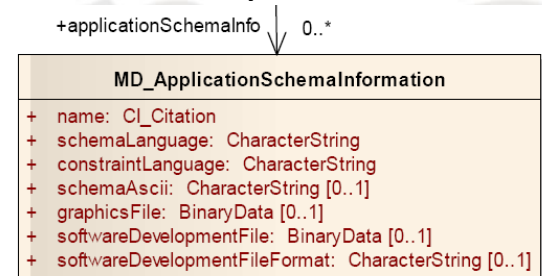 +applicationSchemaInfo 0..*
MD_ApplicationSchemaInformation
+ name: CI_Citation
+ schemaLanguage: CharacterString
+ constraintLanguage: CharacterString
+ schemaAscii: CharacterString [0..1]
+ graphicsFile: BinaryData [0..1]
+ softwareDevelopmentFile: BinaryData [0..1]
+ softwareDevelopmentFileFormat: CharacterString [0..1]